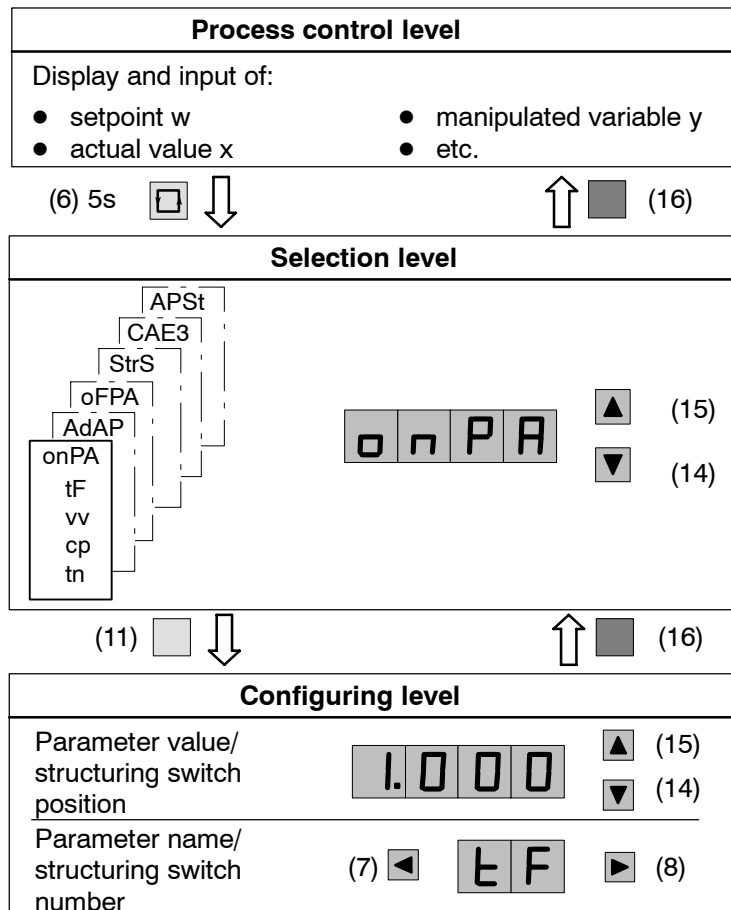 Process control level
Display and input of:
● setpoint w
● manipulated variable y
● actual value x
● etc.
(6) 5s
(16)
Selection level
APSt
CAE3
StrS
oFPA
AdAP
onPA
tF
vv
cp
tn
onPA
(15)
(14)
(11)
(16)
Configuring level
Parameter value/
structuring switch
position
1.000
(15)
(14)
Parameter name/
structuring switch
number
(7)
tF
(8)